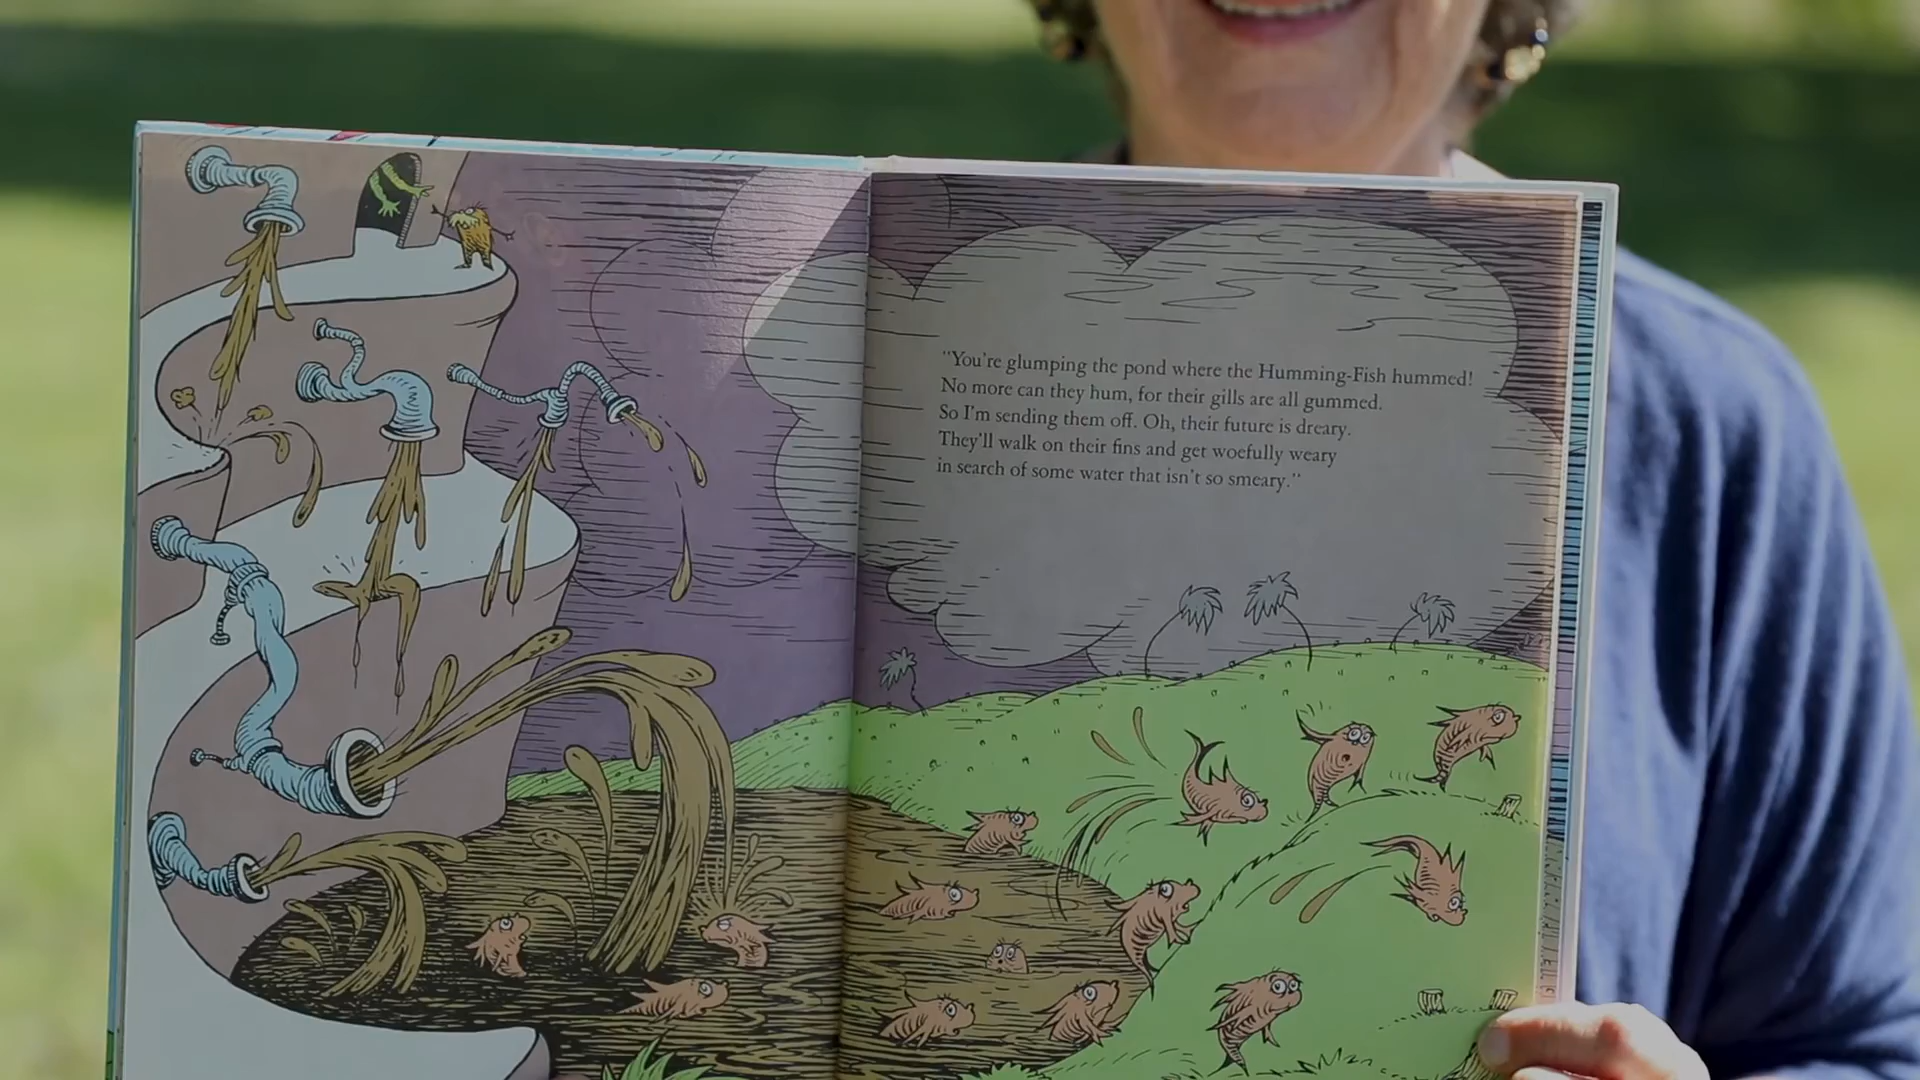 "You're glumping the pond where the Humming-Fish hummed!
No more can they hum, for their gills are all gummed.
So I'm sending them off. Oh, their future is dreary.
They'll walk on their fins and get woefully weary
in search of some water that isn't so smeary."